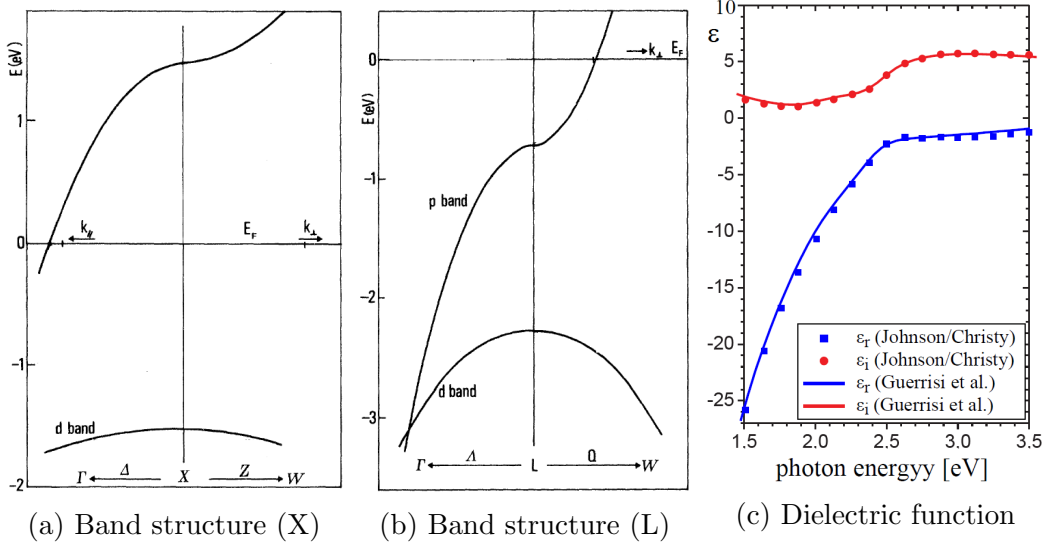 E(eV)
1
0
-1
-2
k∥
E_F
k⊥
d band
Γ Δ X Z W
(a) Band structure (X)
E(eV)
0
-1
-2
-3
k⊥ E_F
p band
d band
Γ Λ L Q W
(b) Band structure (L)
ε
10
5
0
-5
-10
-15
-20
-25
ε_r (Johnson/Christy)
ε_i (Johnson/Christy)
ε_r (Guerrisi et al.)
ε_i (Guerrisi et al.)
1.5 2.0 2.5 3.0 3.5
photon energyy [eV]
(c) Dielectric function